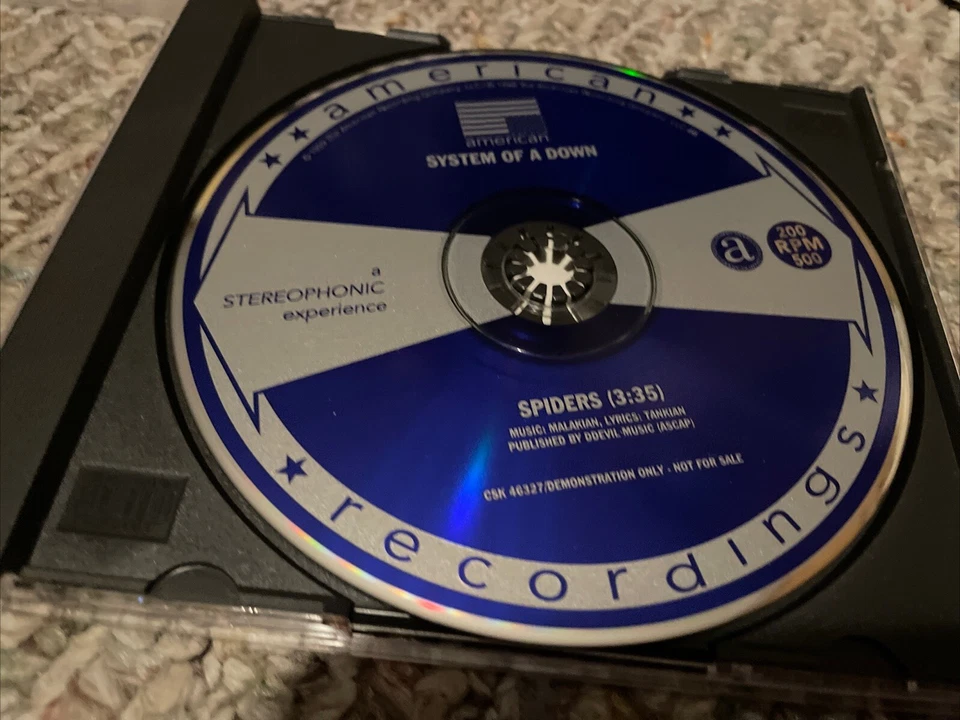 american
american
SYSTEM OF A DOWN
a
STEREOPHONIC
experience
a
200
RPM
500
SPIDERS (3:35)
MUSIC: MALAKIAN, LYRICS: TANKIAN
PUBLISHED BY DDEVIL MUSIC (ASCAP)
CSK 46327/DEMONSTRATION ONLY - NOT FOR SALE
recordings